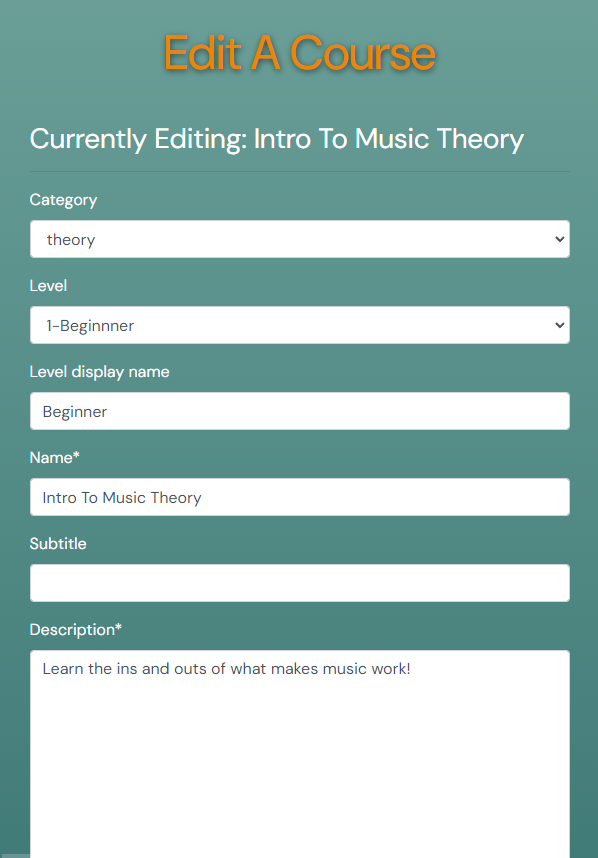 Edit A Course
Currently Editing: Intro To Music Theory
Category
theory
Level
1-Beginnner
Level display name
Beginner
Name*
Intro To Music Theory
Subtitle
Description*
Learn the ins and outs of what makes music work!